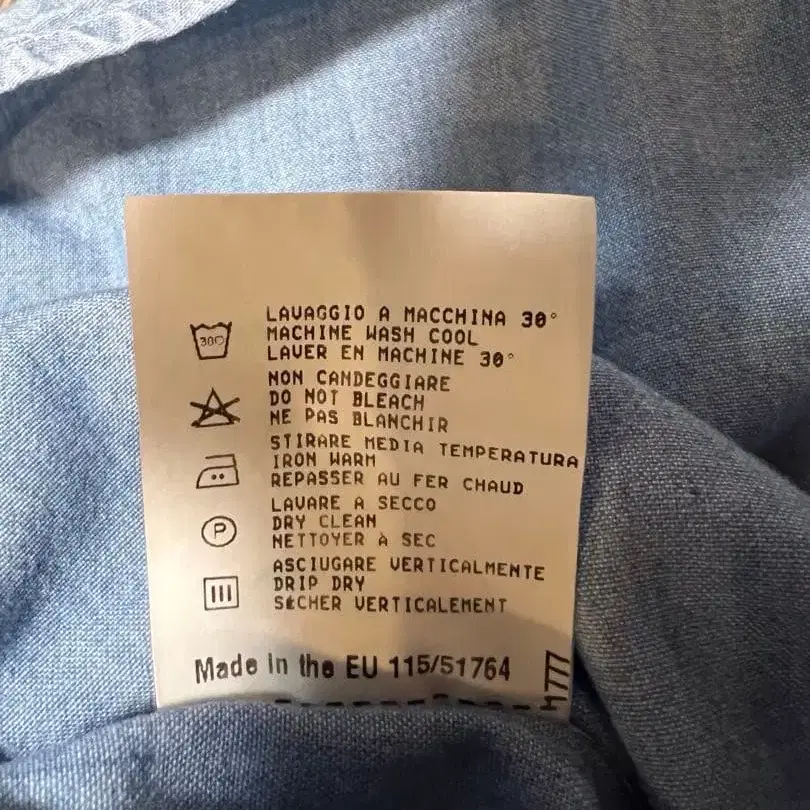 30°
LAVAGGIO A MACCHINA 30°
MACHINE WASH COOL
LAVER EN MACHINE 30°
NON CANDEGGIARE
DO NOT BLEACH
NE PAS BLANCHIR
STIRARE MEDIA TEMPERATURA
IRON WARM
REPASSER AU FER CHAUD
P
LAVARE A SECCO
DRY CLEAN
NETTOYER À SEC
ASCIUGARE VERTICALMENTE
DRIP DRY
SÉCHER VERTICALEMENT
Made in the EU 115/51764